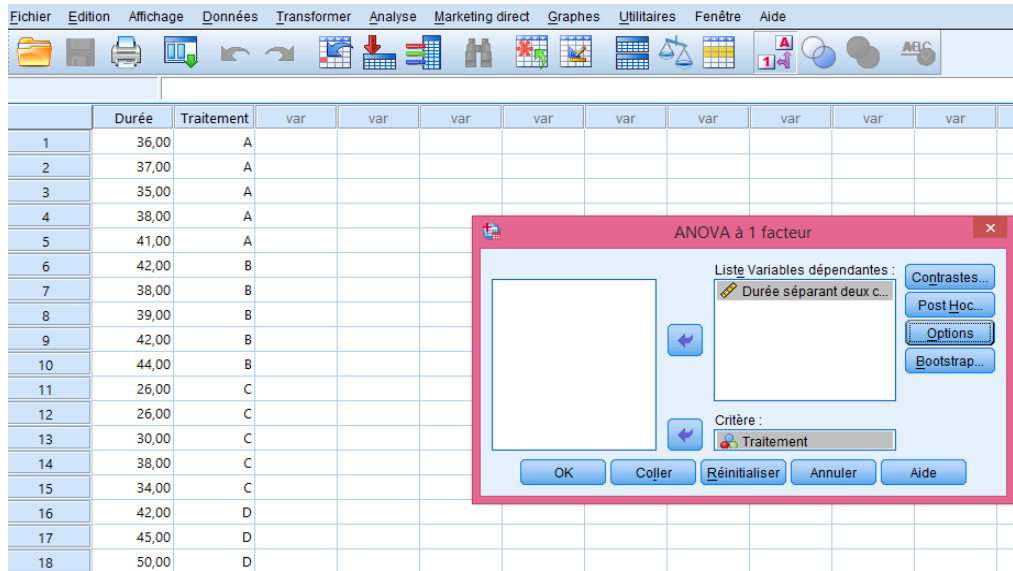 Fichier Edition Affichage Données Transformer Analyse Marketing direct Graphes Utilitaires Fenêtre Aide
A
1
ABC
Durée Traitement var var var var var var var var var
1 36,00 A
2 37,00 A
3 35,00 A
4 38,00 A
5 41,00 A
6 42,00 B
7 38,00 B
8 39,00 B
9 42,00 B
10 44,00 B
11 26,00 C
12 26,00 C
13 30,00 C
14 38,00 C
15 34,00 C
16 42,00 D
17 45,00 D
18 50,00 D
ANOVA à 1 facteur
Liste Variables dépendantes :
Durée séparant deux c...
Contrastes...
Post Hoc...
Options
Bootstrap...
Critère :
Traitement
OK Coller Réinitialiser Annuler Aide